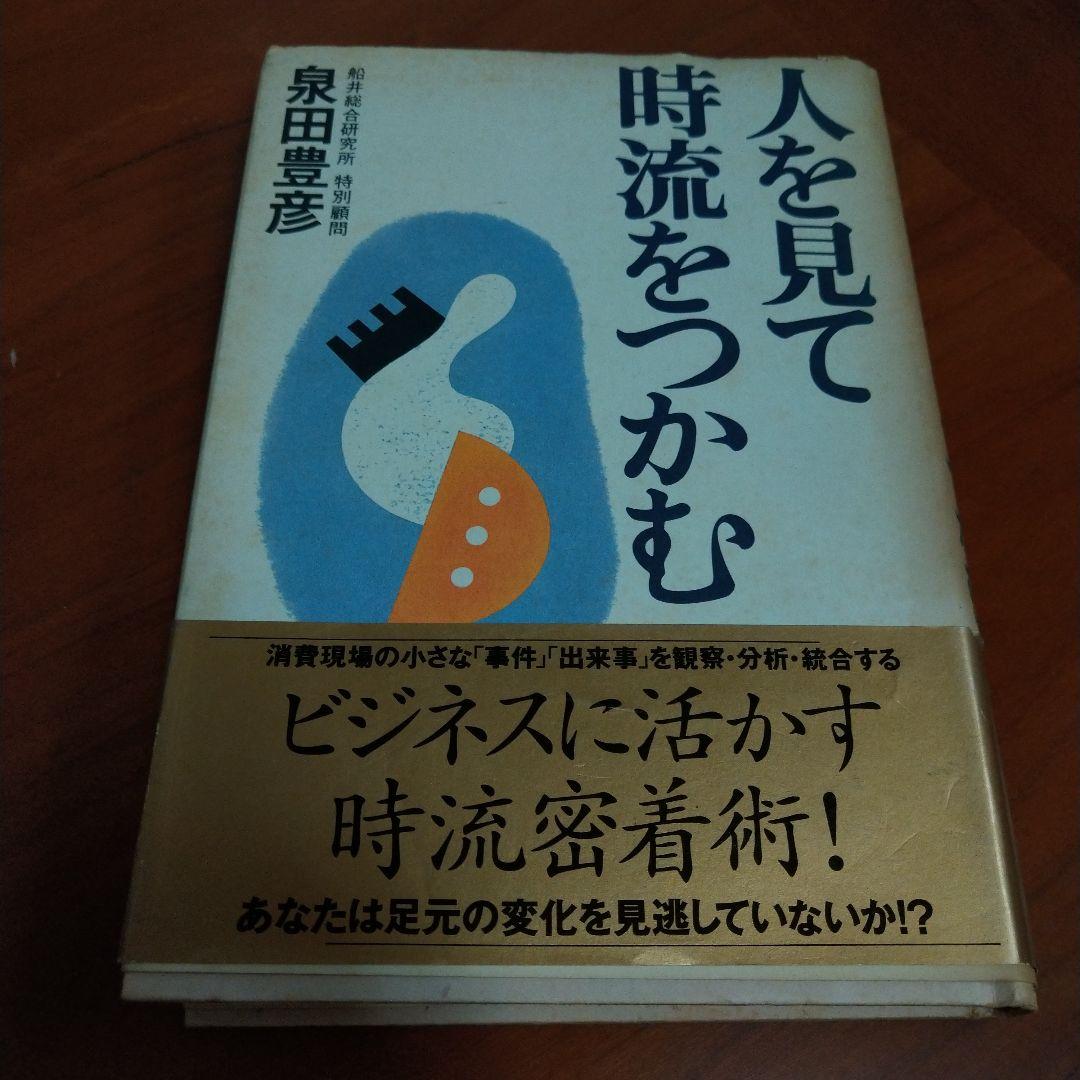 人を見て
時流をつかむ
船井総合研究所 特別顧問
泉田豊彦
消費現場の小さな「事件」「出来事」を観察・分析・統合する
ビジネスに活かす
時流密着術!
あなたは足元の変化を見逃していないか!?